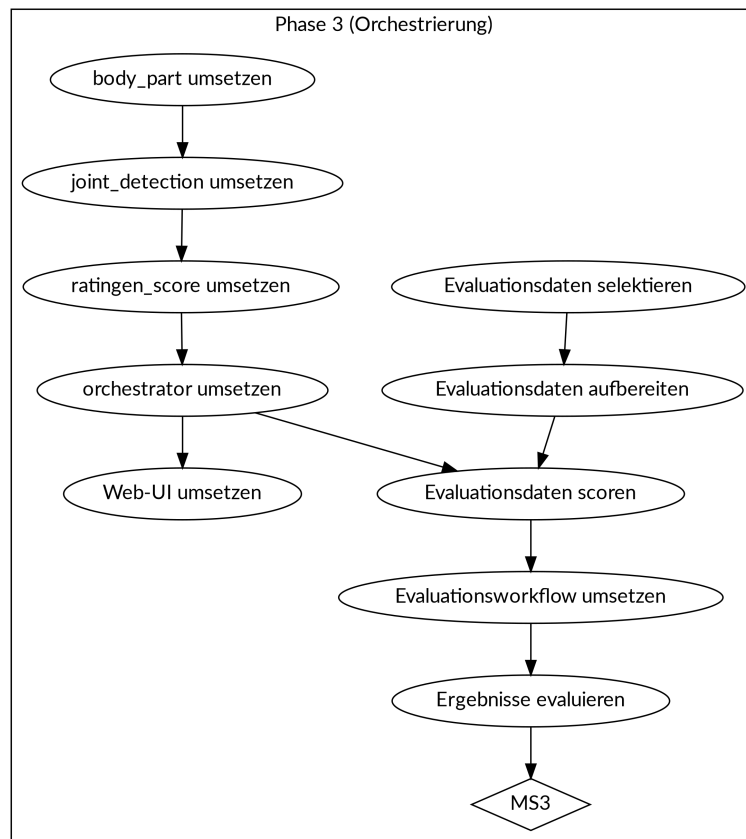 Phase 3 (Orchestrierung)
body_part umsetzen
joint_detection umsetzen
ratingen_score umsetzen
Evaluationsdaten selektieren
orchestrator umsetzen
Evaluationsdaten aufbereiten
Web-UI umsetzen
Evaluationsdaten scoren
Evaluationsworkflow umsetzen
Ergebnisse evaluieren
MS3